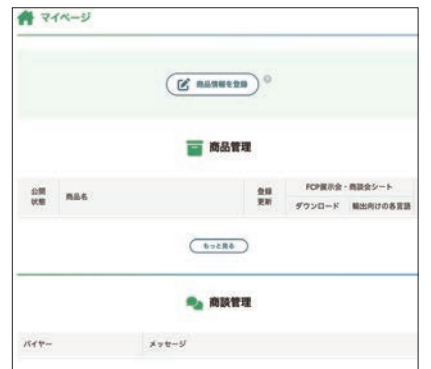 マイページ
商品情報を登録
商品管理
公開状態 商品名 登録更新 FCP展示会・商談会シート
ダウンロード 輸出向けの各言語
もっと見る
商談管理
バイヤー メッセージ